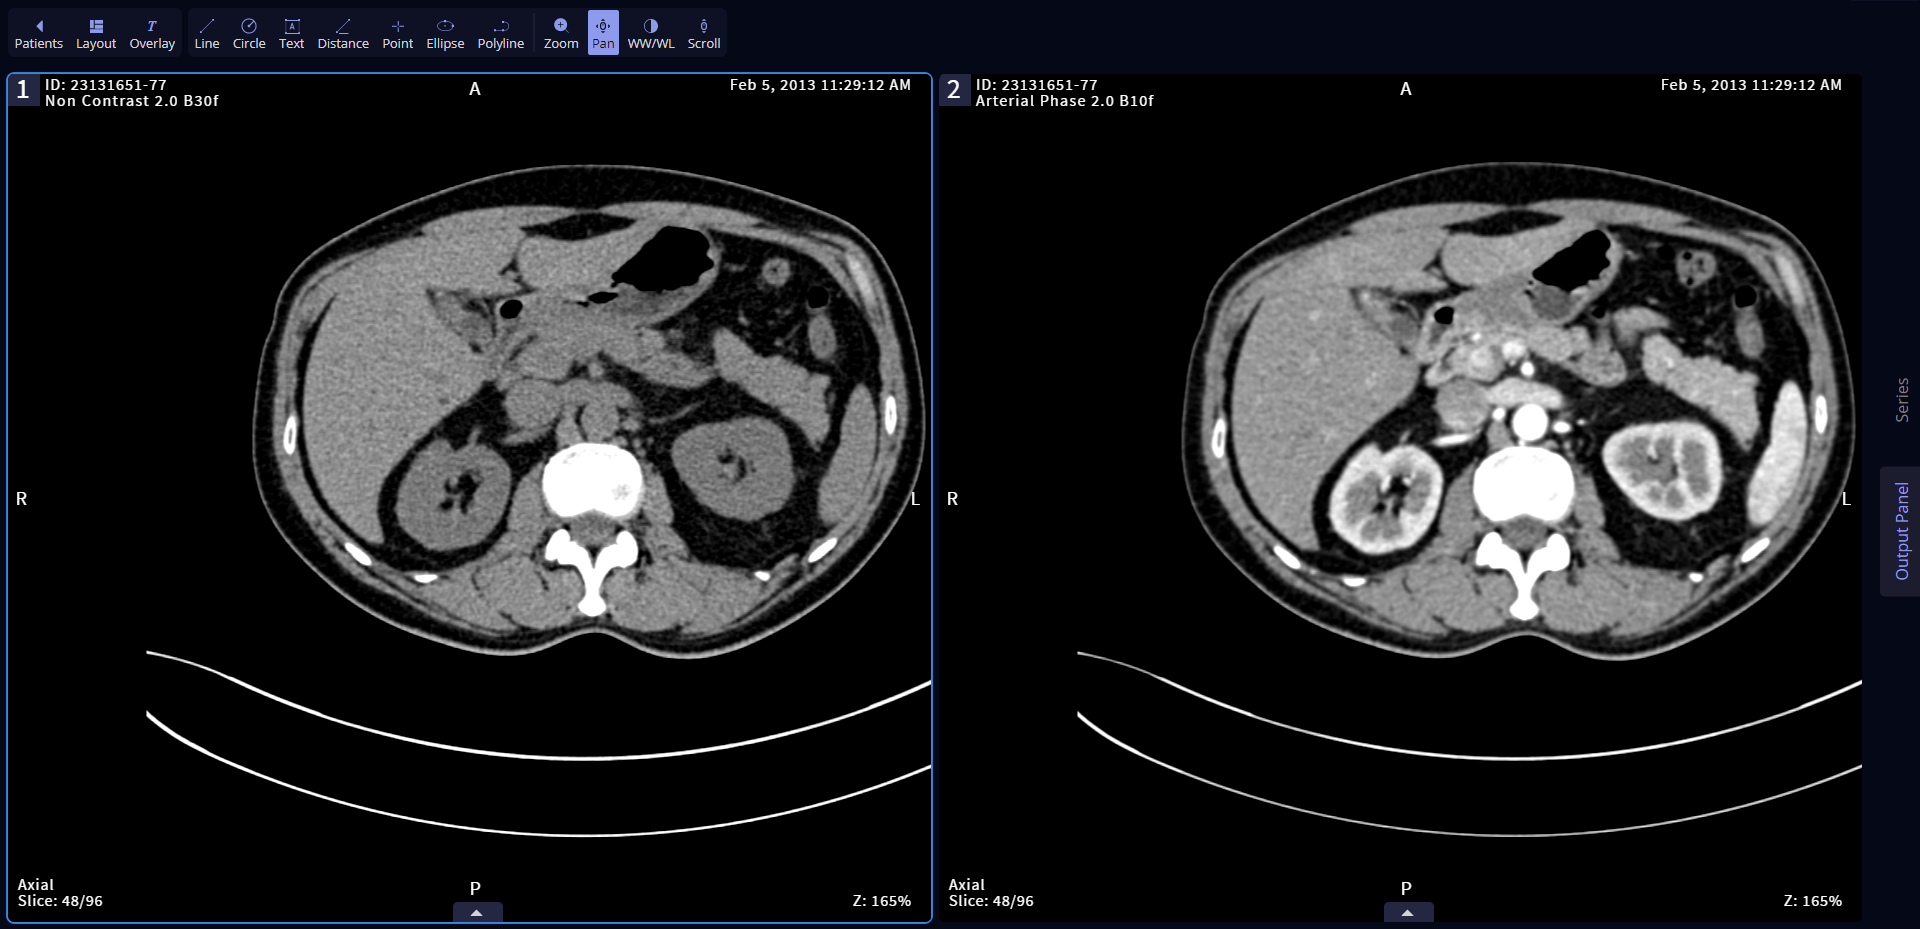 Patients Layout Overlay Line Circle Text Distance Point Ellipse Polyline Zoom Pan WW/WL Scroll
1
ID: 23131651-77
Non Contrast 2.0 B30f
A
Feb 5, 2013 11:29:12 AM
R
L
Axial
Slice: 48/96
P
Z: 165%
2
ID: 23131651-77
Arterial Phase 2.0 B10f
A
Feb 5, 2013 11:29:12 AM
R
L
Axial
Slice: 48/96
P
Z: 165%
Series
Output Panel